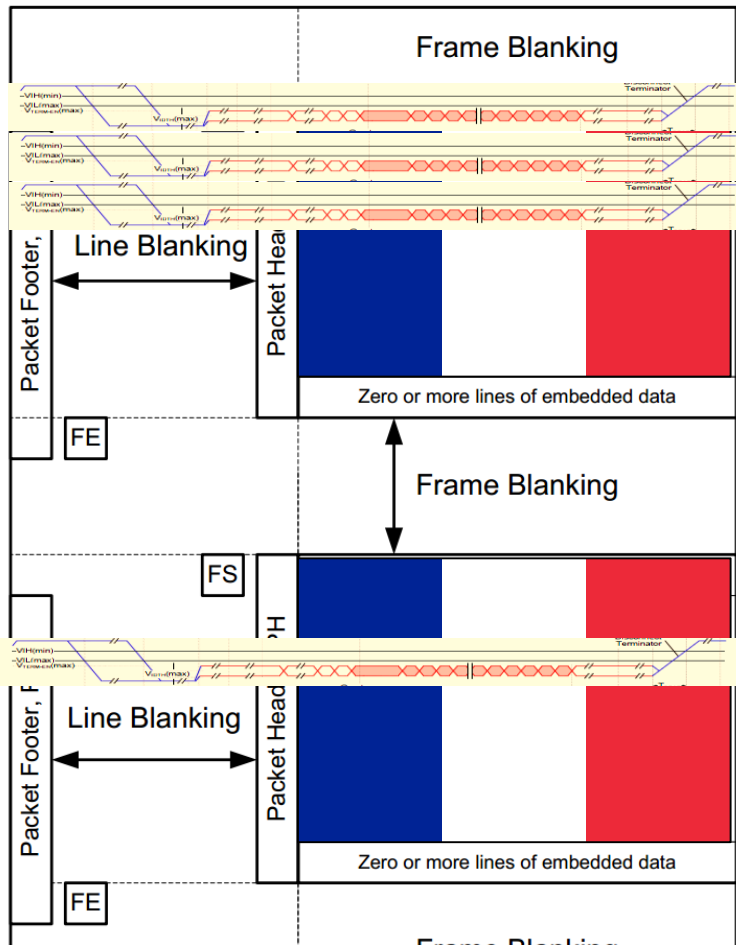 Frame Blanking
VIH(min)
VIL(max)
VTERM-EN(max)
VIDTH(max)
Terminator
VIH(min)
VIL(max)
VTERM-EN(max)
VIDTH(max)
Terminator
VIH(min)
VIL(max)
VTERM-EN(max)
VIDTH(max)
Terminator
Packet Footer,
Line Blanking
Packet Head
Zero or more lines of embedded data
FE
Frame Blanking
FS
PH
VIH(min)
VIL(max)
VTERM-EN(max)
VIDTH(max)
Terminator
Packet Footer,
Line Blanking
Packet Head
Zero or more lines of embedded data
FE
Frame Blanking